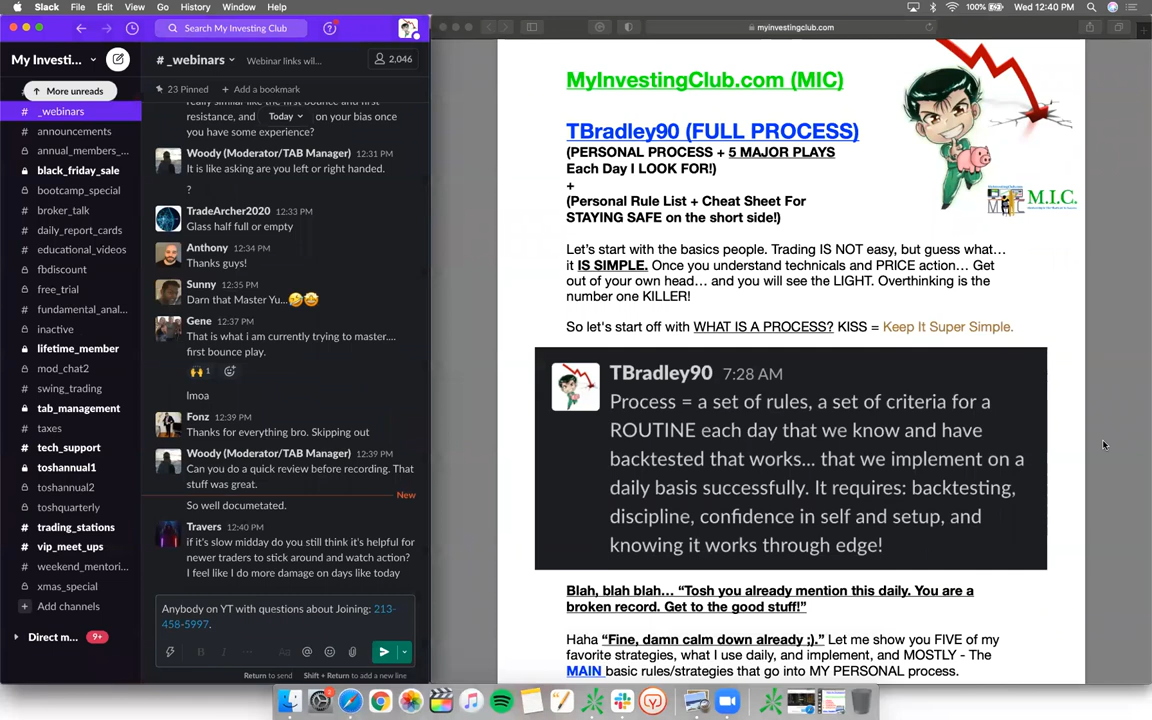 Slack File Edit View Go History Window Help
100% Wed 12:40 PM
Search My Investing Club
My Investi...
More unreads
# _webinars
# announcements
annual_members_...
black_friday_sale
bootcamp_special
# broker_talk
# daily_report_cards
# educational_videos
# fbdiscount
# free_trial
# fundamental_anal...
# inactive
lifetime_member
# mod_chat2
# swing_trading
tab_management
# taxes
# tech_support
toshannual1
toshannual2
toshquarterly
# trading_stations
# vip_meet_ups
# weekend_mentori...
xmas_special
Add channels
Direct m... 9+
# _webinars
Webinar links wil...
2,046
23 Pinned
Add a bookmark
really similar like the first bounce and first
resistance, and
Today
on your bias once
you have some experience?
Woody (Moderator/TAB Manager) 12:31 PM
It is like asking are you left or right handed.
?
TradeArcher2020 12:33 PM
Glass half full or empty
Anthony 12:34 PM
Thanks guys!
Sunny 12:35 PM
Darn that Master Yu...
Gene 12:37 PM
That is what i am currently trying to master....
first bounce play.
1
lmoa
Fonz 12:39 PM
Thanks for everything bro. Skipping out
Woody (Moderator/TAB Manager) 12:39 PM
Can you do a quick review before recording. That
stuff was great.
New
So well documetated.
Travers 12:40 PM
if it's slow midday do you still think it's helpful for
newer traders to stick around and watch action?
I feel like I do more damage on days like today
Anybody on YT with questions about Joining: 213-
458-5997.
B I Aa @
Return to send Shift + Return to add a new line
myinvestingclub.com
MyInvestingClub.com (MIC)
TBradley90 (FULL PROCESS)
(PERSONAL PROCESS + 5 MAJOR PLAYS
Each Day I LOOK FOR!)
+
(Personal Rule List + Cheat Sheet For
STAYING SAFE on the short side!)
M.I.C.
Let's start with the basics people. Trading IS NOT easy, but guess what…
it IS SIMPLE. Once you understand technicals and PRICE action… Get
out of your own head… and you will see the LIGHT. Overthinking is the
number one KILLER!
So let's start off with WHAT IS A PROCESS? KISS = Keep It Super Simple.
TBradley90 7:28 AM
Process = a set of rules, a set of criteria for a
ROUTINE each day that we know and have
backtested that works... that we implement on a
daily basis successfully. It requires: backtesting,
discipline, confidence in self and setup, and
knowing it works through edge!
Blah, blah blah… “Tosh you already mention this daily. You are a
broken record. Get to the good stuff!”
Haha “Fine, damn calm down already ;).” Let me show you FIVE of my
favorite strategies, what I use daily, and implement, and MOSTLY - The
MAIN basic rules/strategies that go into MY PERSONAL process.